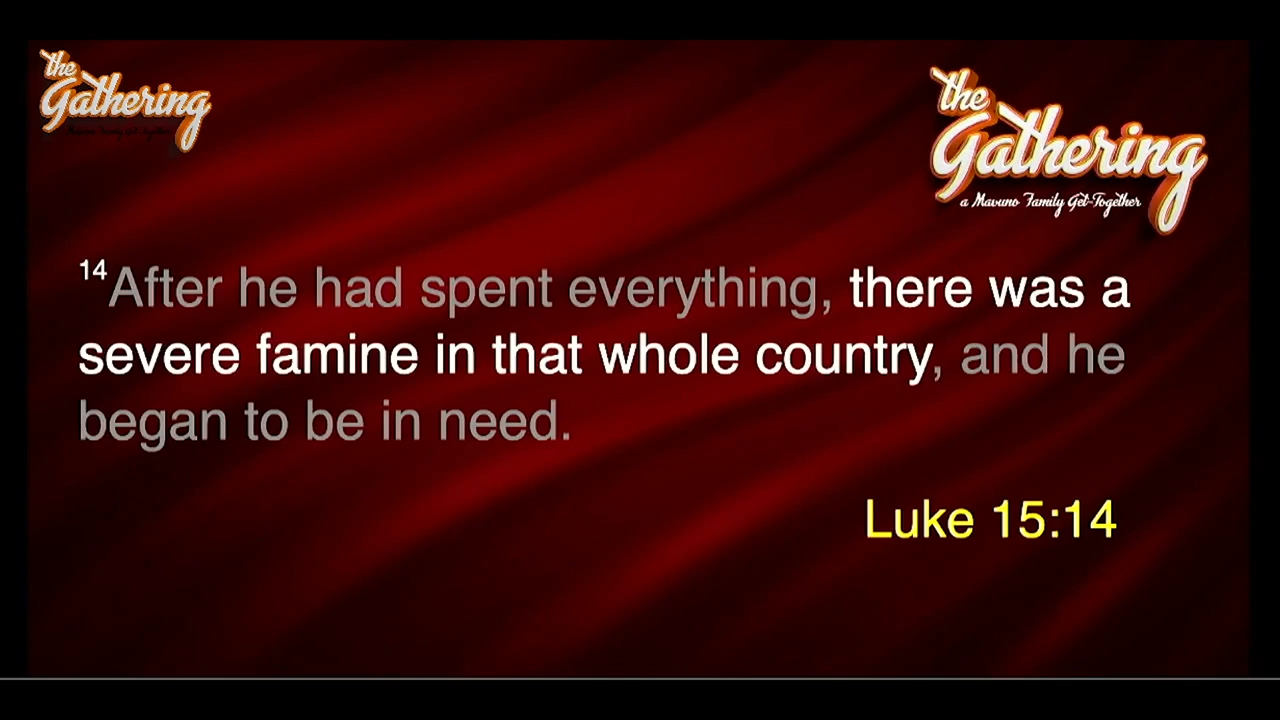 the
Gathering
the
Gathering
a Mavuno Family Get-Together
14After he had spent everything, there was a
severe famine in that whole country, and he
began to be in need.
Luke 15:14